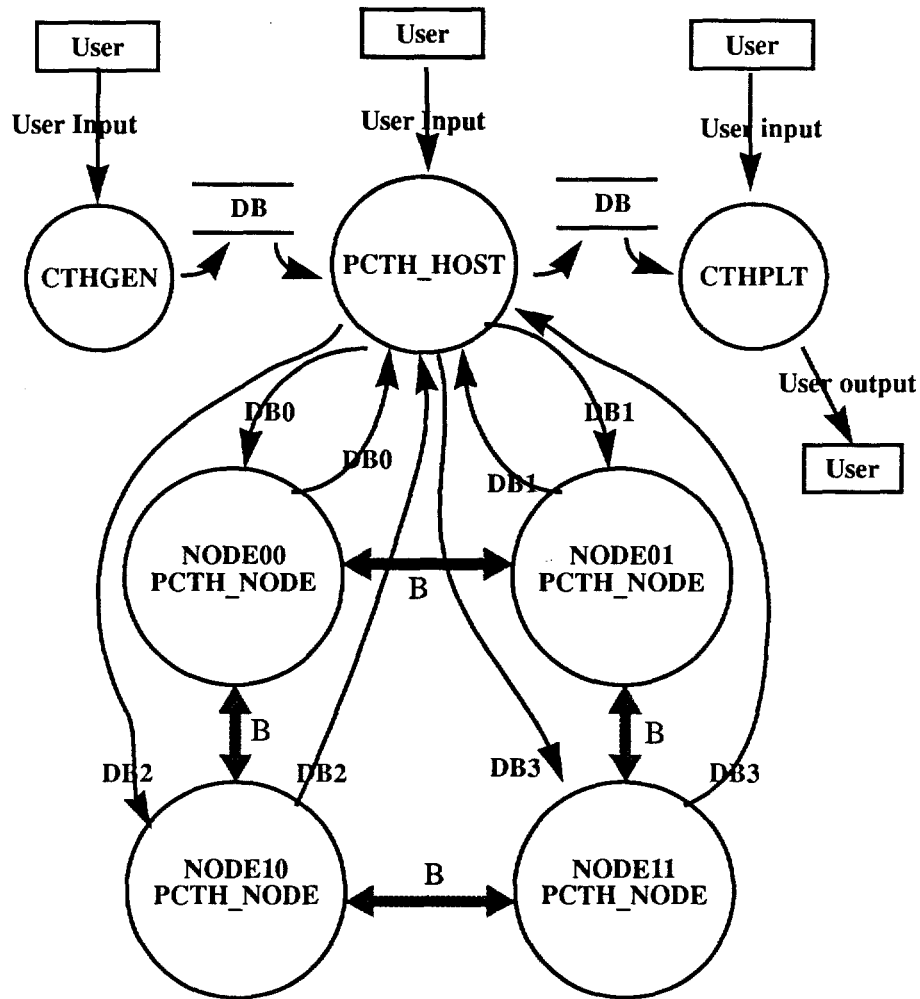 User
User
User
User Input
User Input
User input
DB
DB
CTHGEN
PCTH_HOST
CTHPLT
User output
DB0
DB1
DB0
DB1
User
NODE00
PCTH_NODE
NODE01
PCTH_NODE
B
B
B
DB2
DB2
DB3
DB3
NODE10
PCTH_NODE
B
NODE11
PCTH_NODE